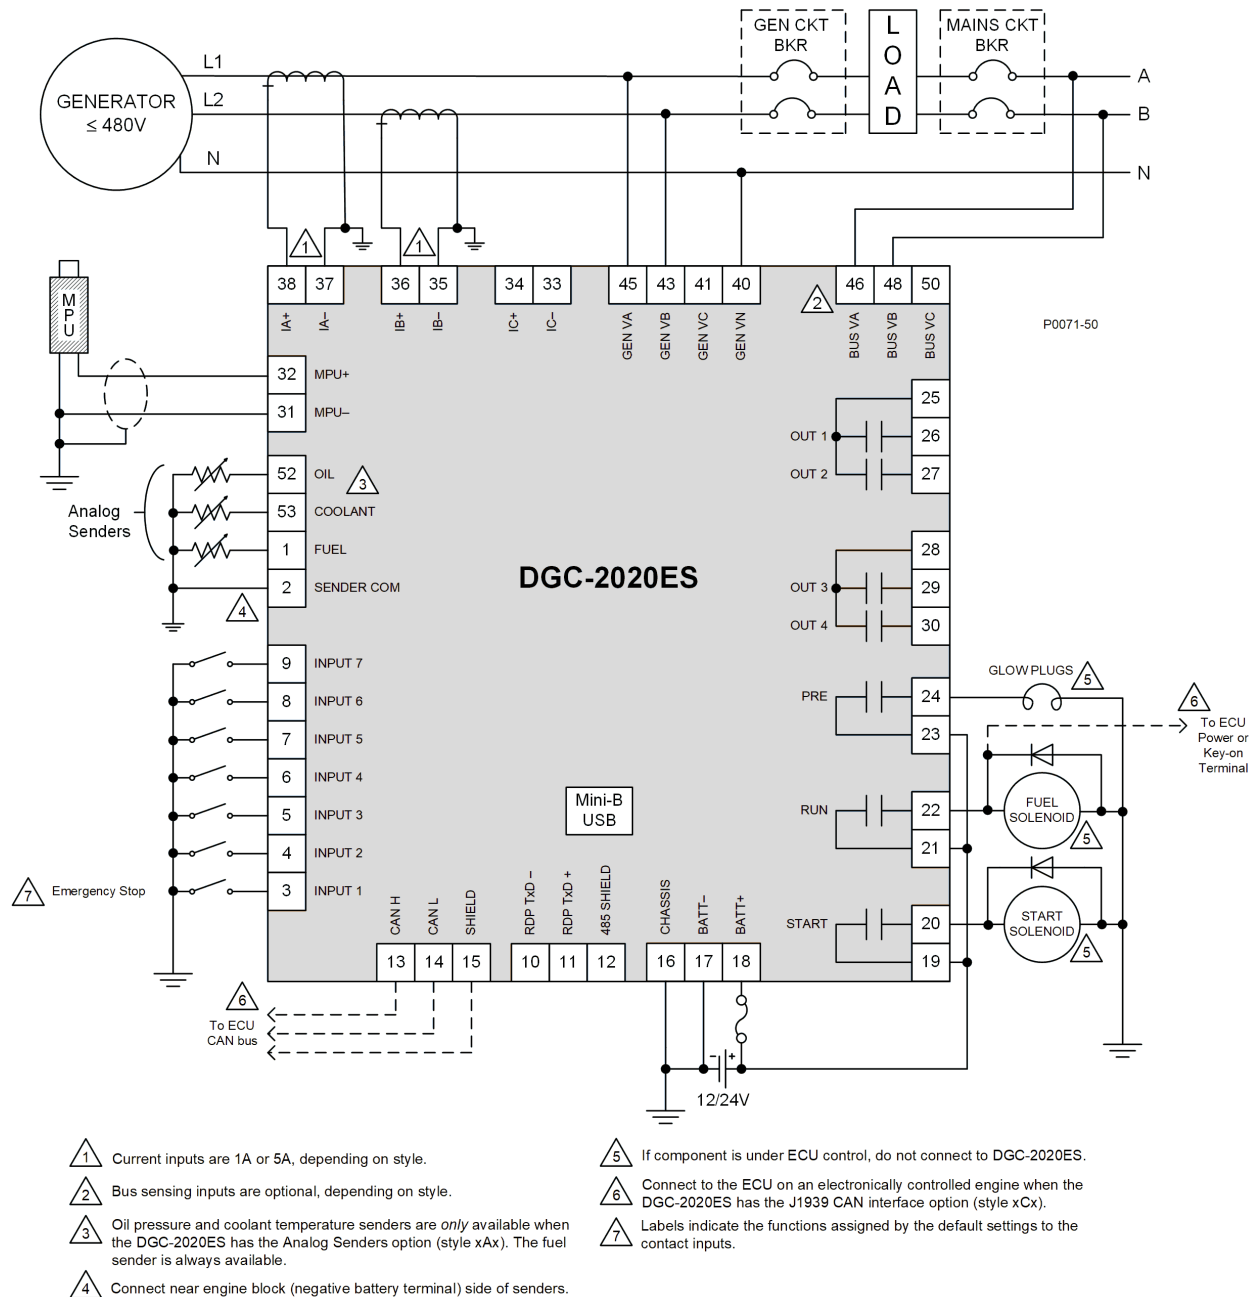 GEN CKT
BKR
LOAD
MAINS CKT
BKR
GENERATOR
≤ 480V
L1
L2
N
A
B
N
1
1
2
MPU
38
37
36
35
34
33
45
43
41
40
46
48
50
IA+
IA–
IB+
IB–
IC+
IC–
GEN VA
GEN VB
GEN VC
GEN VN
BUS VA
BUS VB
BUS VC
P0071-50
32 MPU+
31 MPU–
52 OIL
3
53 COOLANT
1 FUEL
2 SENDER COM
4
Analog
Senders
DGC-2020ES
25
OUT 1 26
OUT 2 27
28
OUT 3 29
OUT 4 30
9 INPUT 7
8 INPUT 6
7 INPUT 5
6 INPUT 4
5 INPUT 3
4 INPUT 2
3 INPUT 1
7 Emergency Stop
Mini-B
USB
PRE 24
23
RUN 22
21
START 20
19
GLOW PLUGS
5
6
To ECU
Power or
Key-on
Terminal
FUEL
SOLENOID
5
START
SOLENOID
5
CAN H
CAN L
SHIELD
RDP TxD –
RDP TxD +
485 SHIELD
CHASSIS
BATT–
BATT+
13
14
15
10
11
12
16
17
18
6
To ECU
CAN bus
- +
12/24V
1 Current inputs are 1A or 5A, depending on style.
2 Bus sensing inputs are optional, depending on style.
3 Oil pressure and coolant temperature senders are only available when
the DGC-2020ES has the Analog Senders option (style xAx). The fuel
sender is always available.
4 Connect near engine block (negative battery terminal) side of senders.
5 If component is under ECU control, do not connect to DGC-2020ES.
6 Connect to the ECU on an electronically controlled engine when the
DGC-2020ES has the J1939 CAN interface option (style xCx).
7 Labels indicate the functions assigned by the default settings to the
contact inputs.